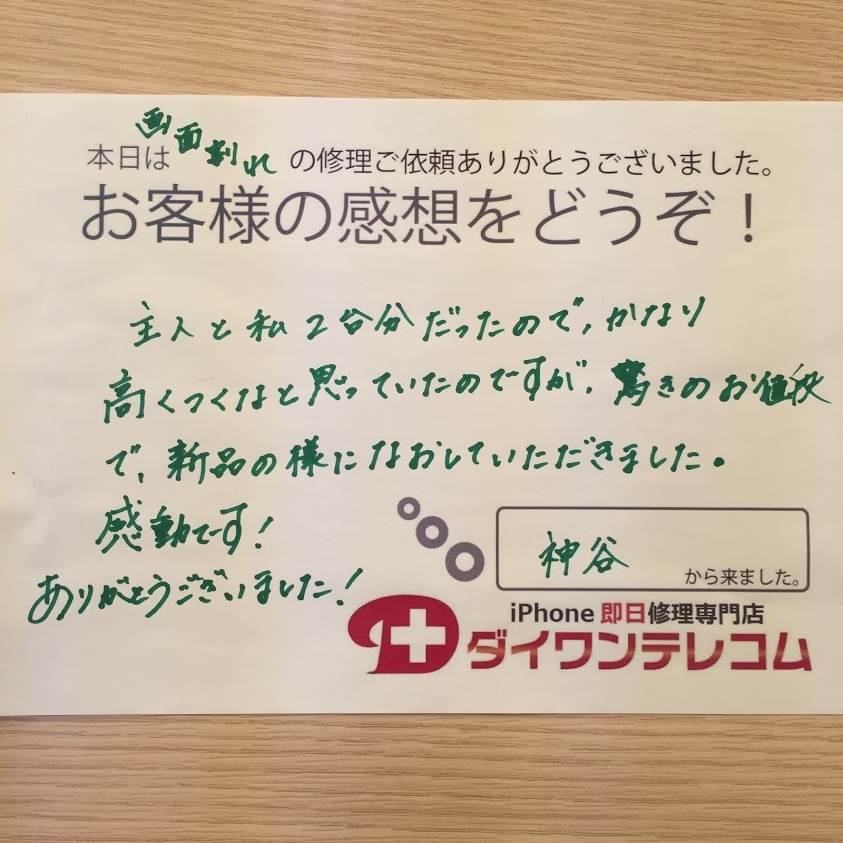 本日は画面割れの修理ご依頼ありがとうございました。
お客様の感想をどうぞ！
主人と私2台分だったので、かなり
高くつくなと思っていたのですが、驚きのお値段
で、新品の様になおしていただきました。
感動です！
ありがとうございました！
神谷
から来ました。
iPhone 即日修理専門店
ダイワンテレコム